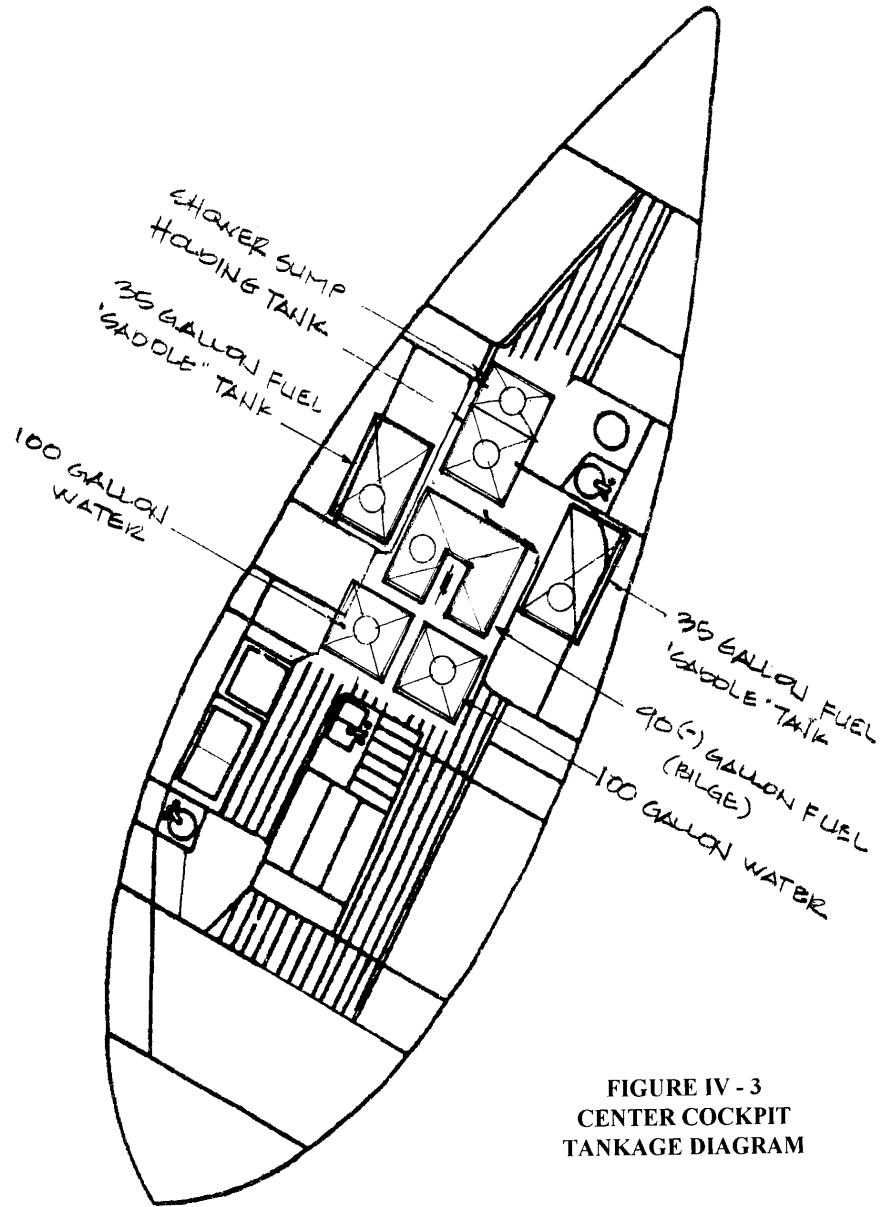 SHOWER SUMP
HOLDING TANK
35 GALLON FUEL
"SADDLE" TANK
100 GALLON
WATER
35 GALLON FUEL
"SADDLE" TANK
90(-) GALLON FUEL
(BILGE)
100 GALLON WATER
FIGURE IV - 3
CENTER COCKPIT
TANKAGE DIAGRAM